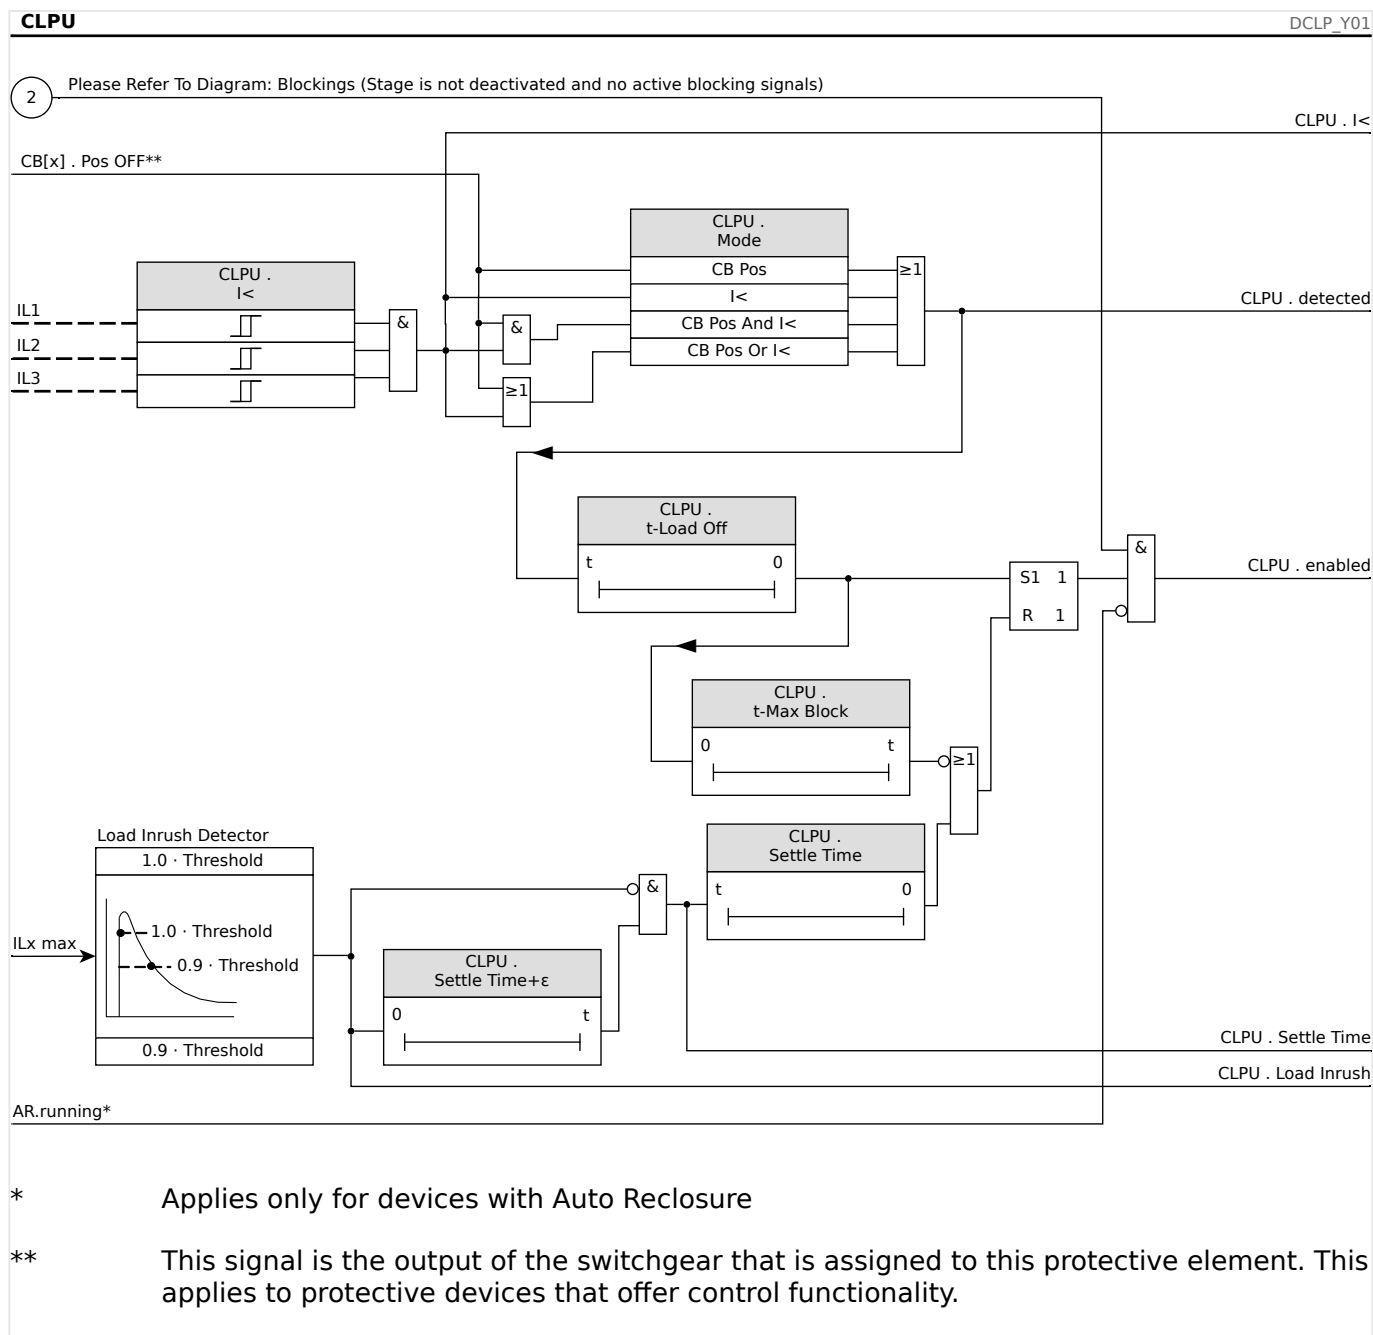 CLPU
DCLP_Y01
2
Please Refer To Diagram: Blockings (Stage is not deactivated and no active blocking signals)
CLPU . I<
CB[x] . Pos OFF**
CLPU .
Mode
CB Pos
I<
CB Pos And I<
CB Pos Or I<
≥1
CLPU . detected
CLPU .
I<
IL1
IL2
IL3
&
&
≥1
CLPU .
t-Load Off
t 0
S1 1
R 1
&
CLPU . enabled
CLPU .
t-Max Block
0 t
≥1
CLPU .
Settle Time
t 0
Load Inrush Detector
1.0 · Threshold
1.0 · Threshold
0.9 · Threshold
0.9 · Threshold
ILx max
&
CLPU .
Settle Time+ε
0 t
CLPU . Settle Time
CLPU . Load Inrush
AR.running*
* Applies only for devices with Auto Reclosure
** This signal is the output of the switchgear that is assigned to this protective element. This
applies to protective devices that offer control functionality.